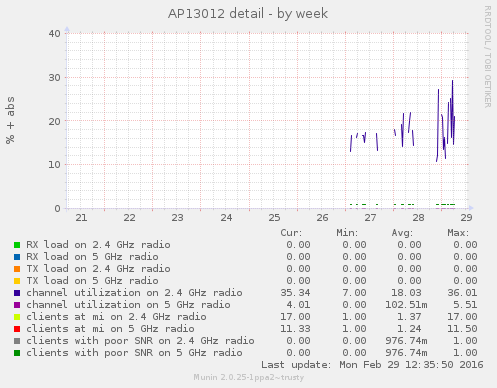 AP13012 detail - by week
RRDTOOL / TOBI OETIKER
% + abs
40
30
20
10
0
21 22 23 24 25 26 27 28 29
Cur: Min: Avg: Max:
RX load on 2.4 GHz radio 0.00 0.00 0.00 0.00
RX load on 5 GHz radio 0.00 0.00 0.00 0.00
TX load on 2.4 GHz radio 0.00 0.00 0.00 0.00
TX load on 5 GHz radio 0.00 0.00 0.00 0.00
channel utilization on 2.4 GHz radio 35.34 7.00 18.03 36.01
channel utilization on 5 GHz radio 4.01 0.00 102.51m 5.51
clients at mi on 2.4 GHz radio 17.00 1.00 1.37 17.00
clients at mi on 5 GHz radio 11.33 1.00 1.24 11.50
clients with poor SNR on 2.4 GHz radio 0.00 0.00 976.74m 1.00
clients with poor SNR on 5 GHz radio 0.00 0.00 976.74m 1.00
Last update: Mon Feb 29 12:35:50 2016
Munin 2.0.25-1ppa2~trusty